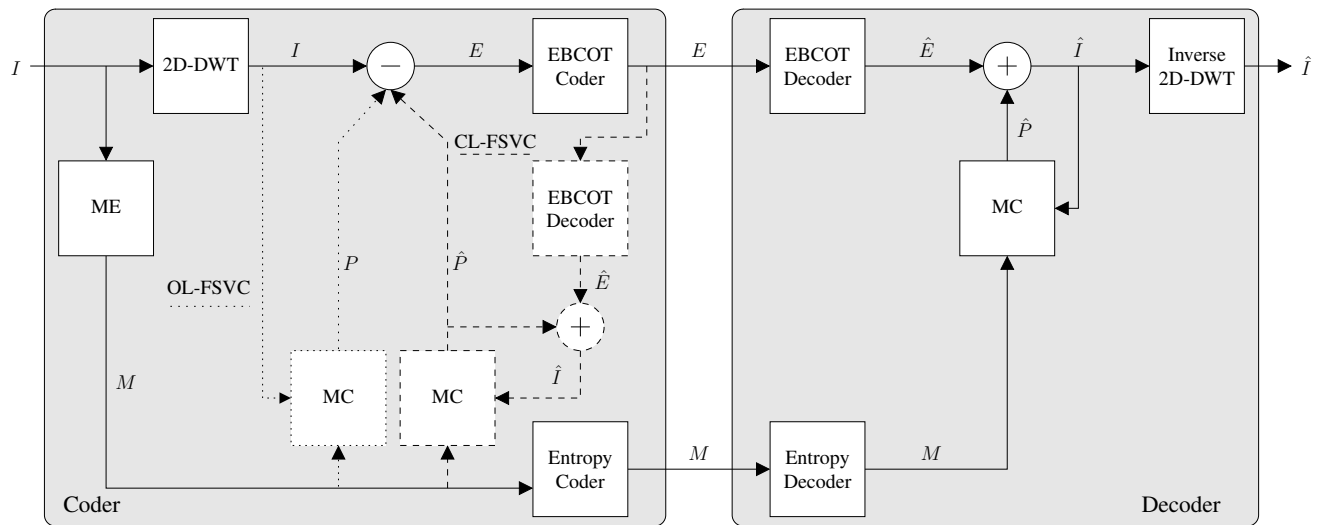 I
2D-DWT
I
−
E
EBCOT
Coder
E
EBCOT
Decoder
Ê
+
Î
Inverse
2D-DWT
Î
CL-FSVC
P̂
ME
EBCOT
Decoder
MC
P
P̂
Ê
OL-FSVC
+
M
MC
MC
Î
Entropy
Coder
M
Entropy
Decoder
M
Coder
Decoder